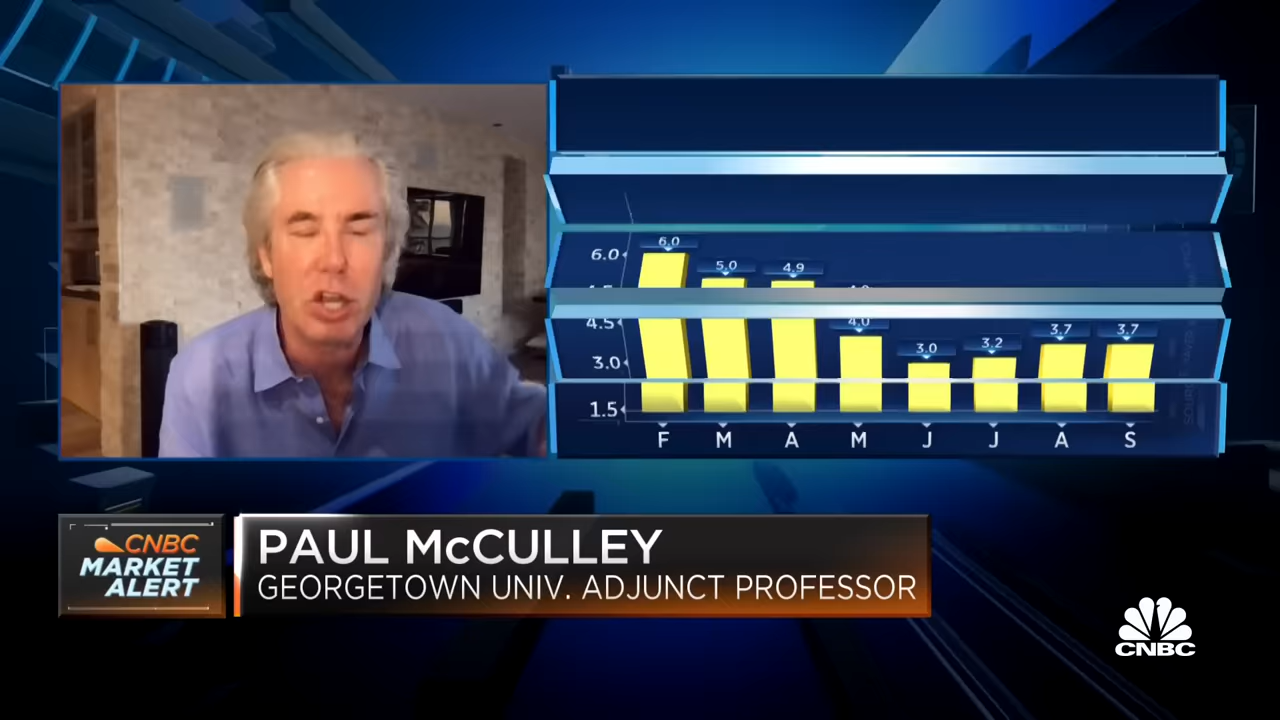 6.0
5.0
4.9
4.0
3.0
3.2
3.7
3.7
6.0
4.5
3.0
1.5
F M A M J J A S
CNBC
MARKET
ALERT
PAUL McCULLEY
GEORGETOWN UNIV. ADJUNCT PROFESSOR
CNBC